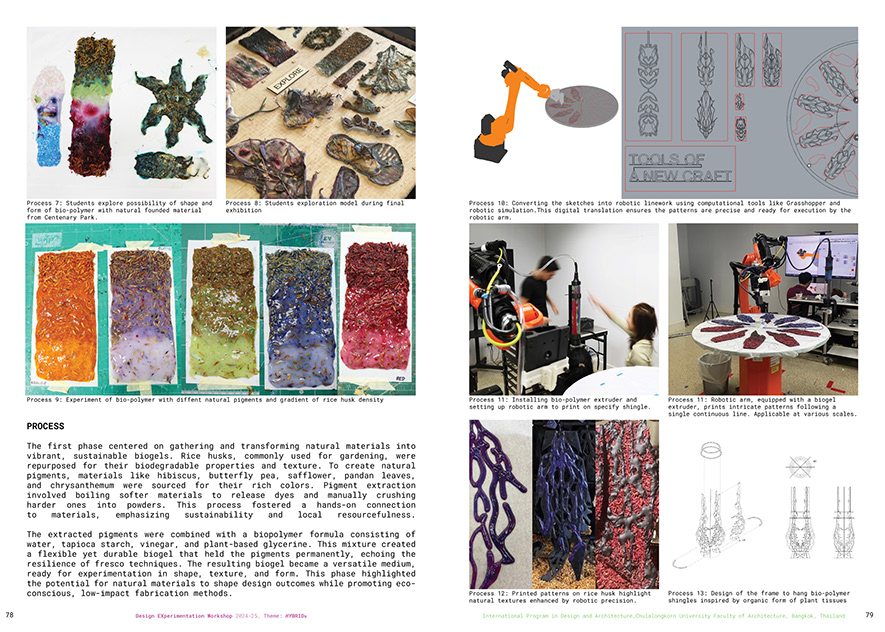 EXPLORE
Process 7: Students explore possibility of shape and
form of bio-polymer with natural founded material
from Centenary Park.
Process 8: Students exploration model during final
exhibition
RED
Process 9: Experiment of bio-polymer with diffent natural pigments and gradient of rice husk density
PROCESS
The first phase centered on gathering and transforming natural materials into
vibrant, sustainable biogels. Rice husks, commonly used for gardening, were
repurposed for their biodegradable properties and texture. To create natural
pigments, materials like hibiscus, butterfly pea, safflower, pandan leaves,
and chrysanthemum were sourced for their rich colors. Pigment extraction
involved boiling softer materials to release dyes and manually crushing
harder ones into powders. This process fostered a hands-on connection
to materials, emphasizing sustainability and local resourcefulness.
The extracted pigments were combined with a biopolymer formula consisting of
water, tapioca starch, vinegar, and plant-based glycerine. This mixture created
a flexible yet durable biogel that held the pigments permanently, echoing the
resilience of fresco techniques. The resulting biogel became a versatile medium,
ready for experimentation in shape, texture, and form. This phase highlighted
the potential for natural materials to shape design outcomes while promoting eco-
conscious, low-impact fabrication methods.
78
Design EXperimentation Workshop 2024-25, Theme: HYBRID+
TOOLS OF
A NEW CRAFT
Process 10: Converting the sketches into robotic linework using computational tools like Grasshopper and
robotic simulation.This digital translation ensures the patterns are precise and ready for execution by the
robotic arm.
Process 11: Installing bio-polymer extruder and
setting up robotic arm to print on specify shingle.
Process 11: Robotic arm, equipped with a biogel
extruder, prints intricate patterns following a
single continuous line. Applicable at various scales.
Process 12: Printed patterns on rice husk highlight
natural textures enhanced by robotic precision.
Process 13: Design of the frame to hang bio-polymer
shingles inspired by organic form of plant tissues
International Program in Design and Architecture,Chulalongkorn University Faculty of Architecture, Bangkok, Thailand
79